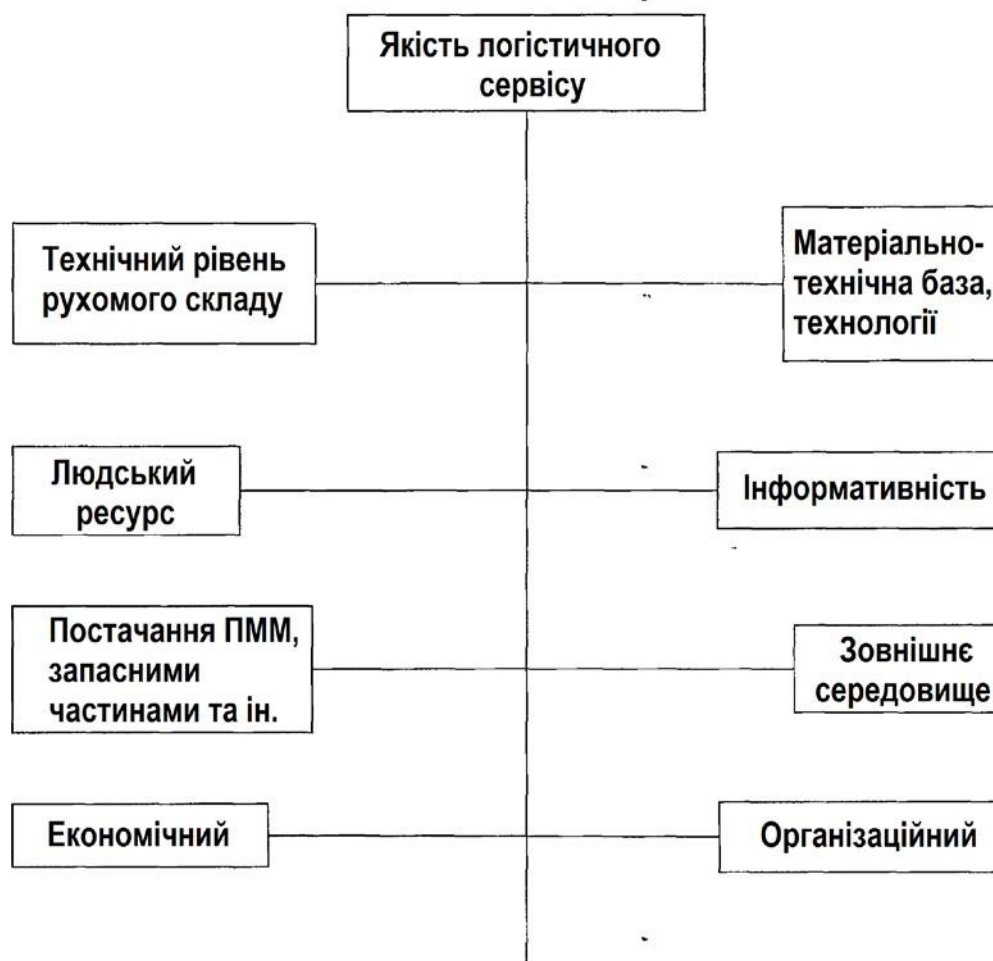 Якість логістичного
сервісу
Технічний рівень
рухомого складу
Матеріально-
технічна база,
технології
Людський
ресурс
Інформативність
Постачання ПММ,
запасними
частинами та ін.
Зовнішнє
середовище
Економічний
Організаційний